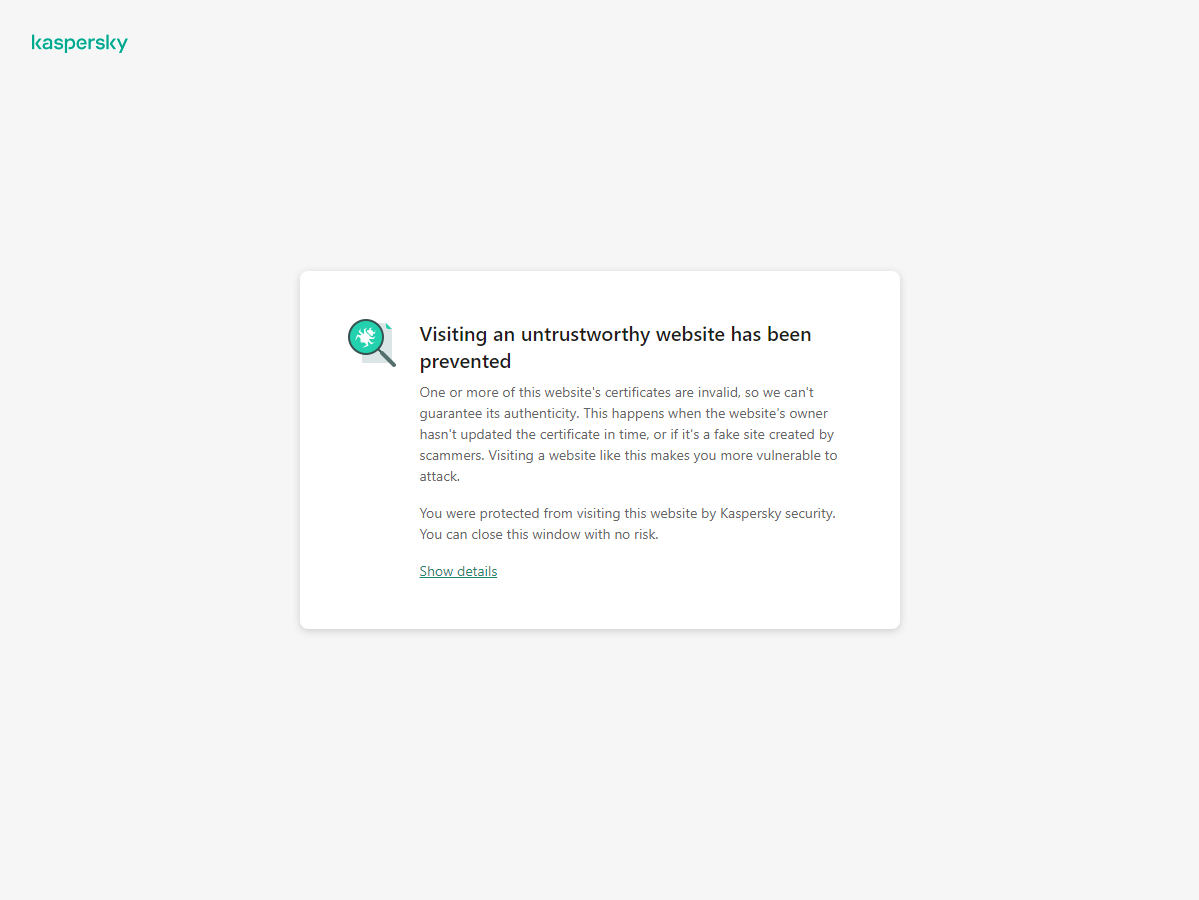 kaspersky
Visiting an untrustworthy website has been
prevented
One or more of this website's certificates are invalid, so we can't
guarantee its authenticity. This happens when the website's owner
hasn't updated the certificate in time, or if it's a fake site created by
scammers. Visiting a website like this makes you more vulnerable to
attack.
You were protected from visiting this website by Kaspersky security.
You can close this window with no risk.
Show details